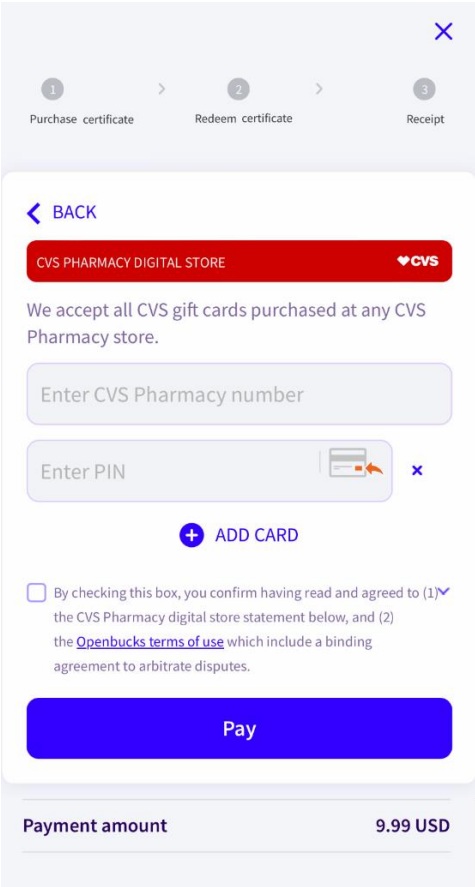 1
2
3
Purchase certificate
Redeem certificate
Receipt
BACK
CVS PHARMACY DIGITAL STORE
CVS
We accept all CVS gift cards purchased at any CVS
Pharmacy store.
Enter CVS Pharmacy number
Enter PIN
ADD CARD
By checking this box, you confirm having read and agreed to (1)
the CVS Pharmacy digital store statement below, and (2)
the Openbucks terms of use which include a binding
agreement to arbitrate disputes.
Pay
Payment amount 9.99 USD